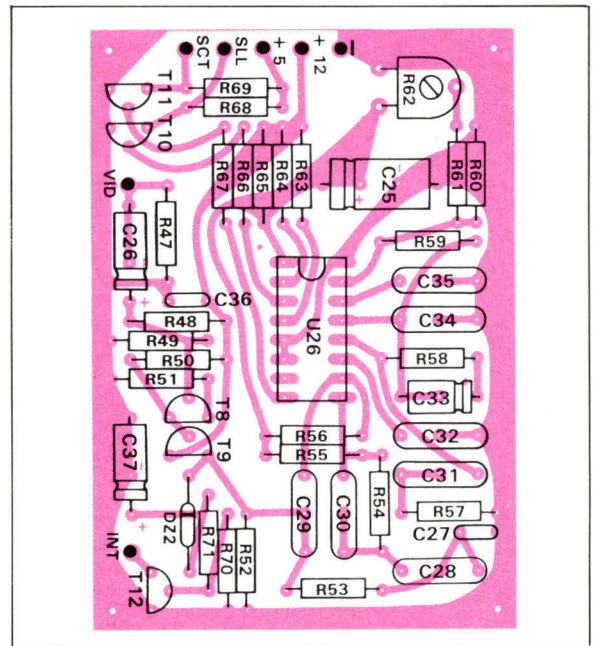 SCT
SLL
+ 5
+ 12
-
T11
T10
R69
R68
R62
R67
R66
R65
R64
R63
C25
R61
R60
VID
C26
R47
R59
C36
C35
R48
U26
C34
R49
R50
R58
R51
T8
C33
T9
C37
R56
C32
R55
C31
DZ2
R54
R71
C29
C30
R57
R70
R52
C27
INT
T12
C28
R53